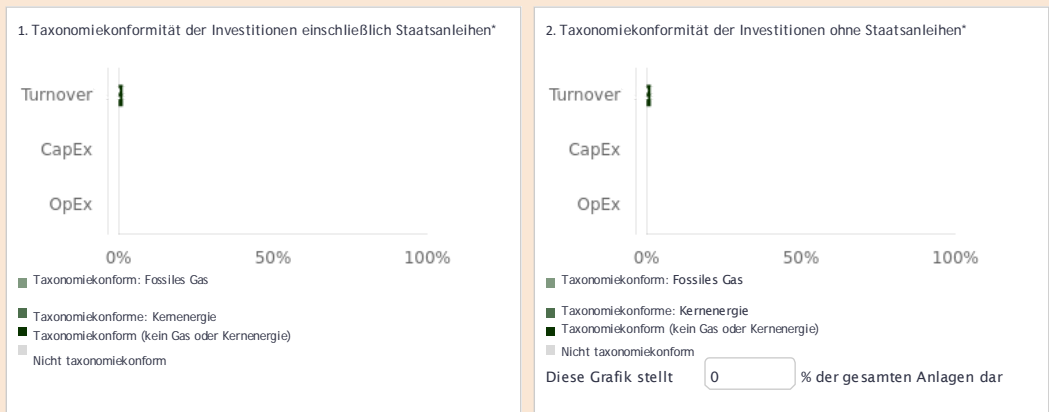 1. Taxonomiekonformität der Investitionen einschließlich Staatsanleihen*
Turnover
CapEx
OpEx
0% 50% 100%
Taxonomiekonform: Fossiles Gas
Taxonomiekonforme: Kernenergie
Taxonomiekonform (kein Gas oder Kernenergie)
Nicht taxonomiekonform
2. Taxonomiekonformität der Investitionen ohne Staatsanleihen*
Turnover
CapEx
OpEx
0% 50% 100%
Taxonomiekonform: Fossiles Gas
Taxonomiekonforme: Kernenergie
Taxonomiekonform (kein Gas oder Kernenergie)
Nicht taxonomiekonform
Diese Grafik stellt 0 % der gesamten Anlagen dar